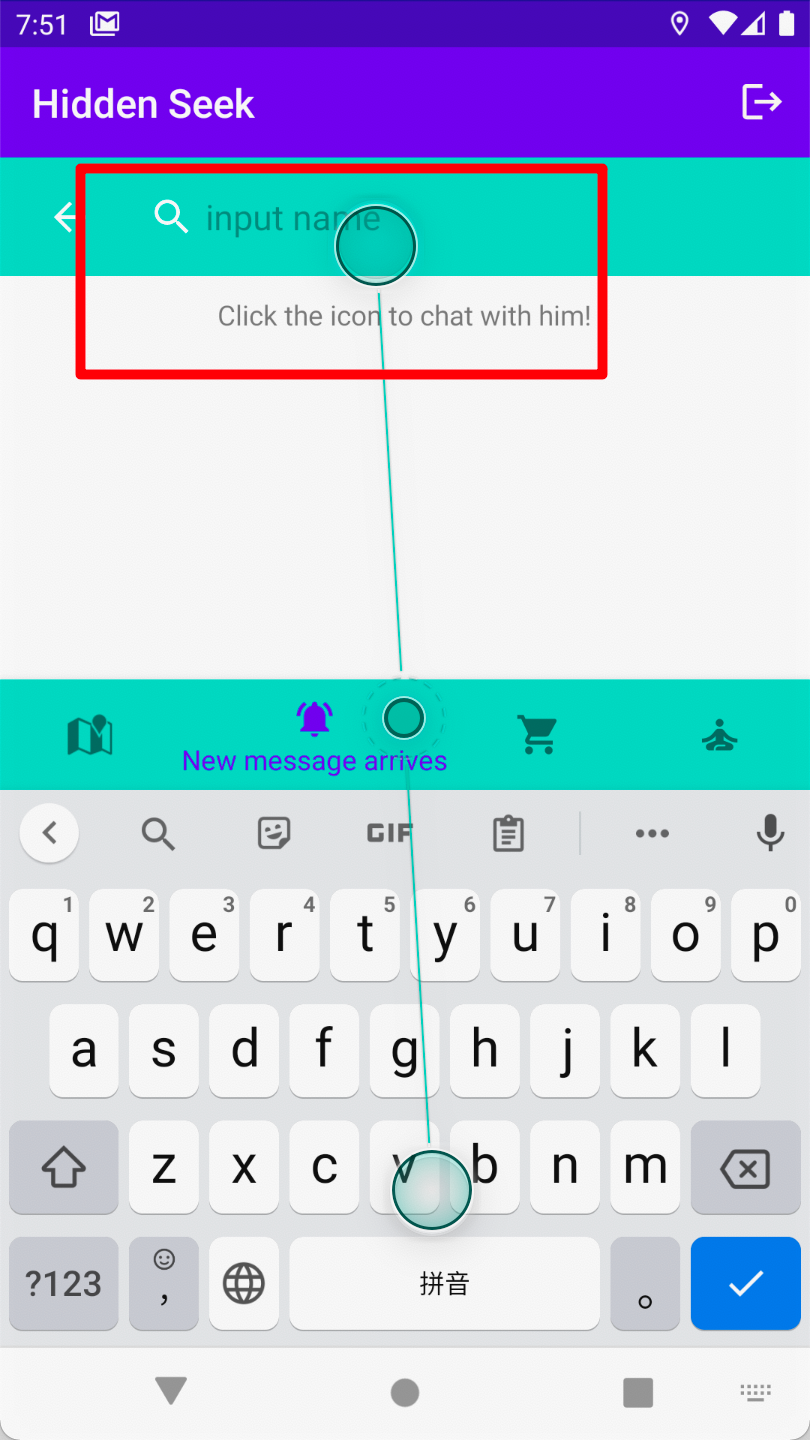 7:51
Hidden Seek
input name
Click the icon to chat with him!
New message arrives
GIF
1 2 3 4 5 6 7 8 9 0
q w e r t y u i o p
a s d f g h j k l
z x c v b n m
?123 , 拼音 。